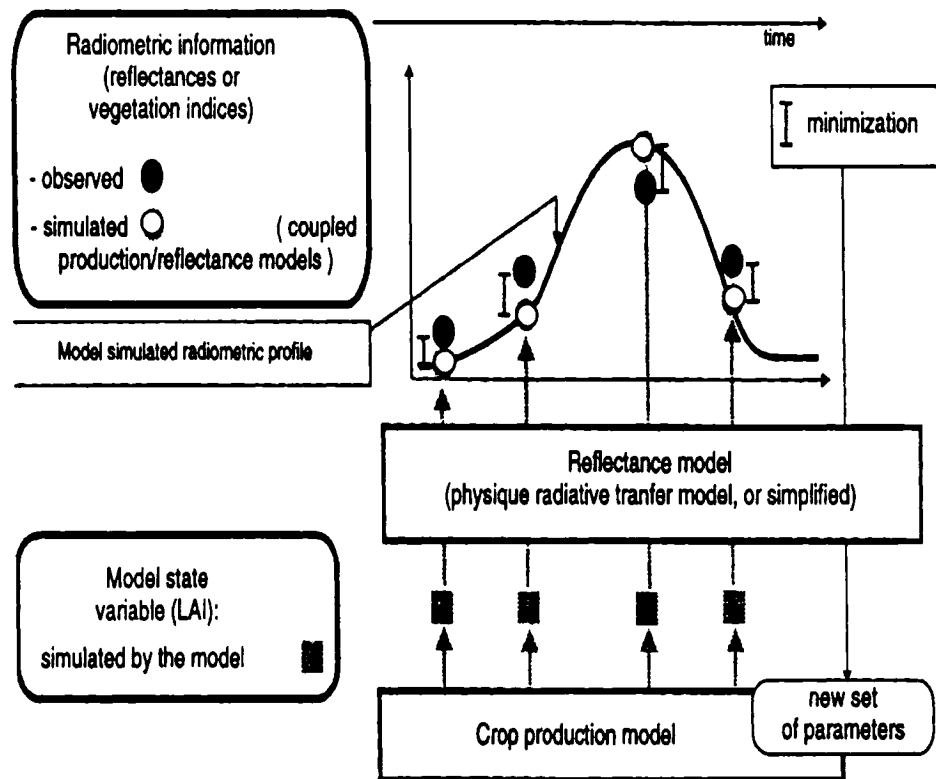 Radiometric information
(reflectances or
vegetation indices)
- observed
- simulated ( coupled
production/reflectance models )
time
minimization
Model simulated radiometric profile
Reflectance model
(physique radiative tranfer model, or simplified)
Model state
variable (LAI):
simulated by the model
Crop production model
new set
of parameters